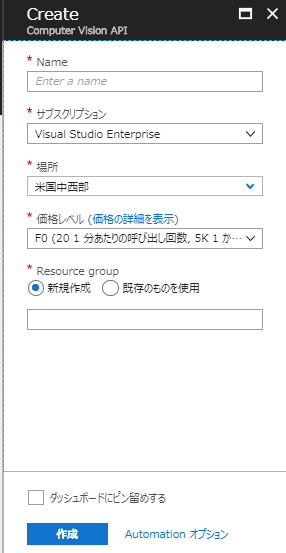 Create
Computer Vision API
* Name
Enter a name
* サブスクリプション
Visual Studio Enterprise
* 場所
米国中西部
* 価格レベル (価格の詳細を表示)
F0 (20 1 分あたりの呼び出し回数, 5K 1 か…
* Resource group
新規作成 既存のものを使用
ダッシュボードにピン留めする
作成 Automation オプション